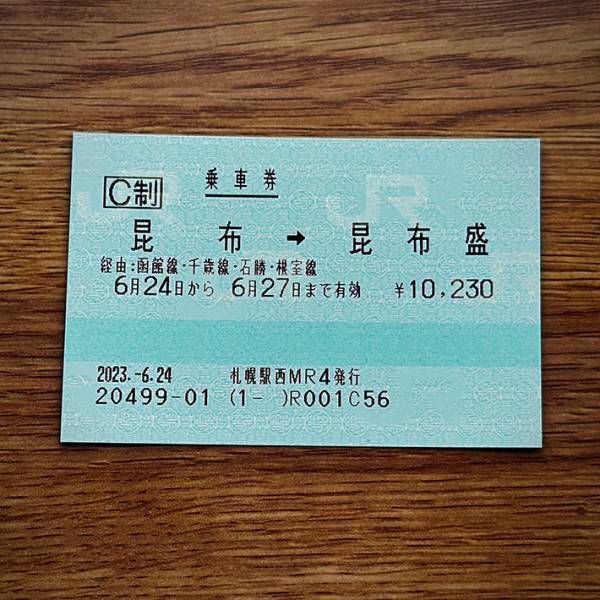 C制 乗車券
昆布 → 昆布盛
経由:函館線・千歳線・石勝・根室線
6月24日から 6月27日まで有効 ¥10,230
2023.-6.24 札幌駅西MR4発行
20499-01 (1- )R001C56